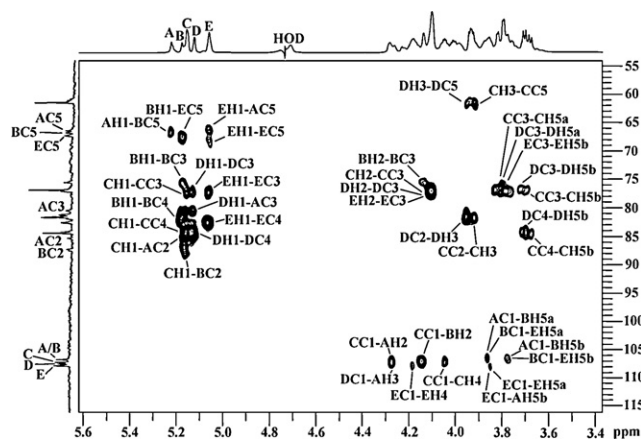 A B C D E
HOD
AC5
BC5
EC5
AC3
AC2
BC2
A/B
C
D
E
AH1-BC5
BH1-EC5
EH1-AC5
EH1-EC5
BH1-BC3
CH1-CC3
DH1-DC3
EH1-EC3
BH1-BC4
DH1-AC3
CH1-CC4
EH1-EC4
CH1-AC2
DH1-DC4
CH1-BC2
DH3-DC5
CH3-CC5
CC3-CH5a
DC3-DH5a
EC3-EH5b
BH2-BC3
CH2-CC3
DH2-DC3
EH2-EC3
DC3-DH5b
CC3-CH5b
DC2-DH3
CC2-CH3
DC4-DH5b
CC4-CH5b
CC1-AH2
CC1-BH2
DC1-AH3
EC1-EH4
CC1-CH4
AC1-BH5a
BC1-EH5a
AC1-BH5b
BC1-EH5b
EC1-EH5a
EC1-AH5b
55
65
75
85
95
105
115
5.6 5.4 5.2 5.0 4.8 4.6 4.4 4.2 4.0 3.8 3.6 3.4 ppm